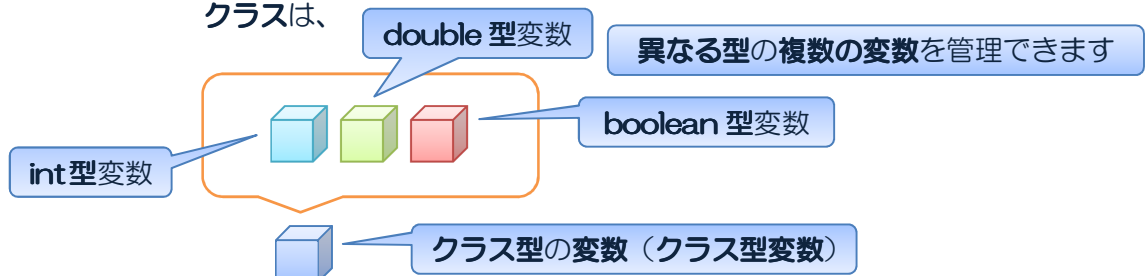 クラスは、
double 型変数
異なる型の複数の変数を管理できます
boolean 型変数
int型変数
クラス型の変数（クラス型変数）